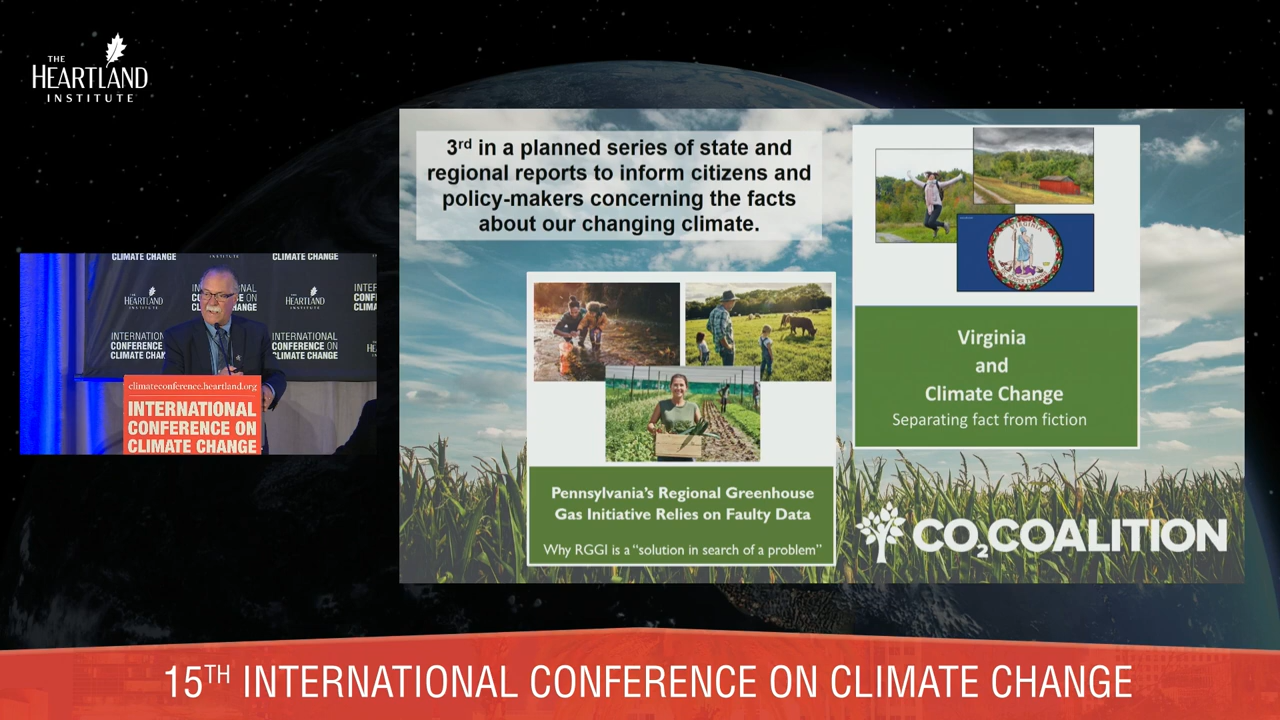 THE
HEARTLAND
INSTITUTE
3rd in a planned series of state and
regional reports to inform citizens and
policy-makers concerning the facts
about our changing climate.
VIRGINIA
Virginia
and
Climate Change
Separating fact from fiction
Pennsylvania's Regional Greenhouse
Gas Initiative Relies on Faulty Data
Why RGGI is a “solution in search of a problem”
CO2COALITION
CLIMATE CHANGE
CLIMATE CHANGE
HEARTLAND
HEARTLAND
INTERNATIONAL
CONFERENCE ON
INTERNATIONAL
CONFERENCE ON
CLIMATE CHANGE
climateconference.heartland.org
INTERNATIONAL
CONFERENCE ON
CLIMATE CHANGE
15TH INTERNATIONAL CONFERENCE ON CLIMATE CHANGE